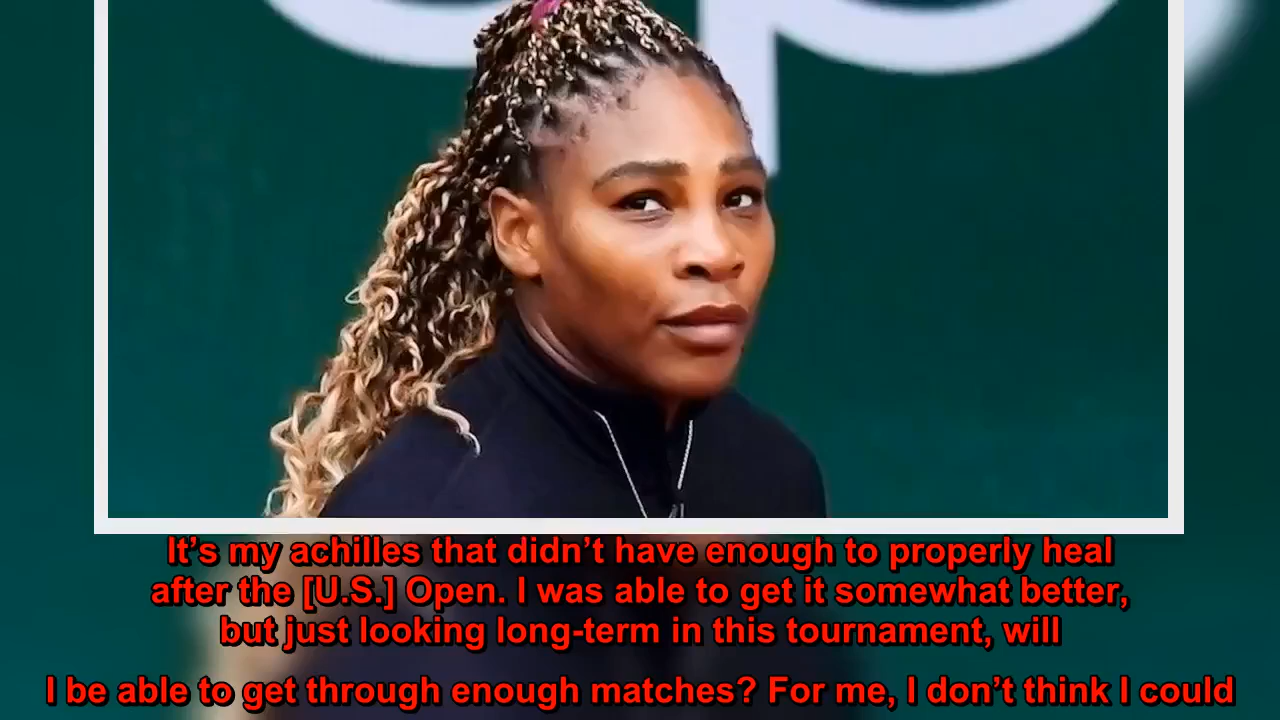 It’s my achilles that didn’t have enough to properly heal
after the [U.S.] Open. I was able to get it somewhat better,
but just looking long-term in this tournament, will
I be able to get through enough matches? For me, I don’t think I could